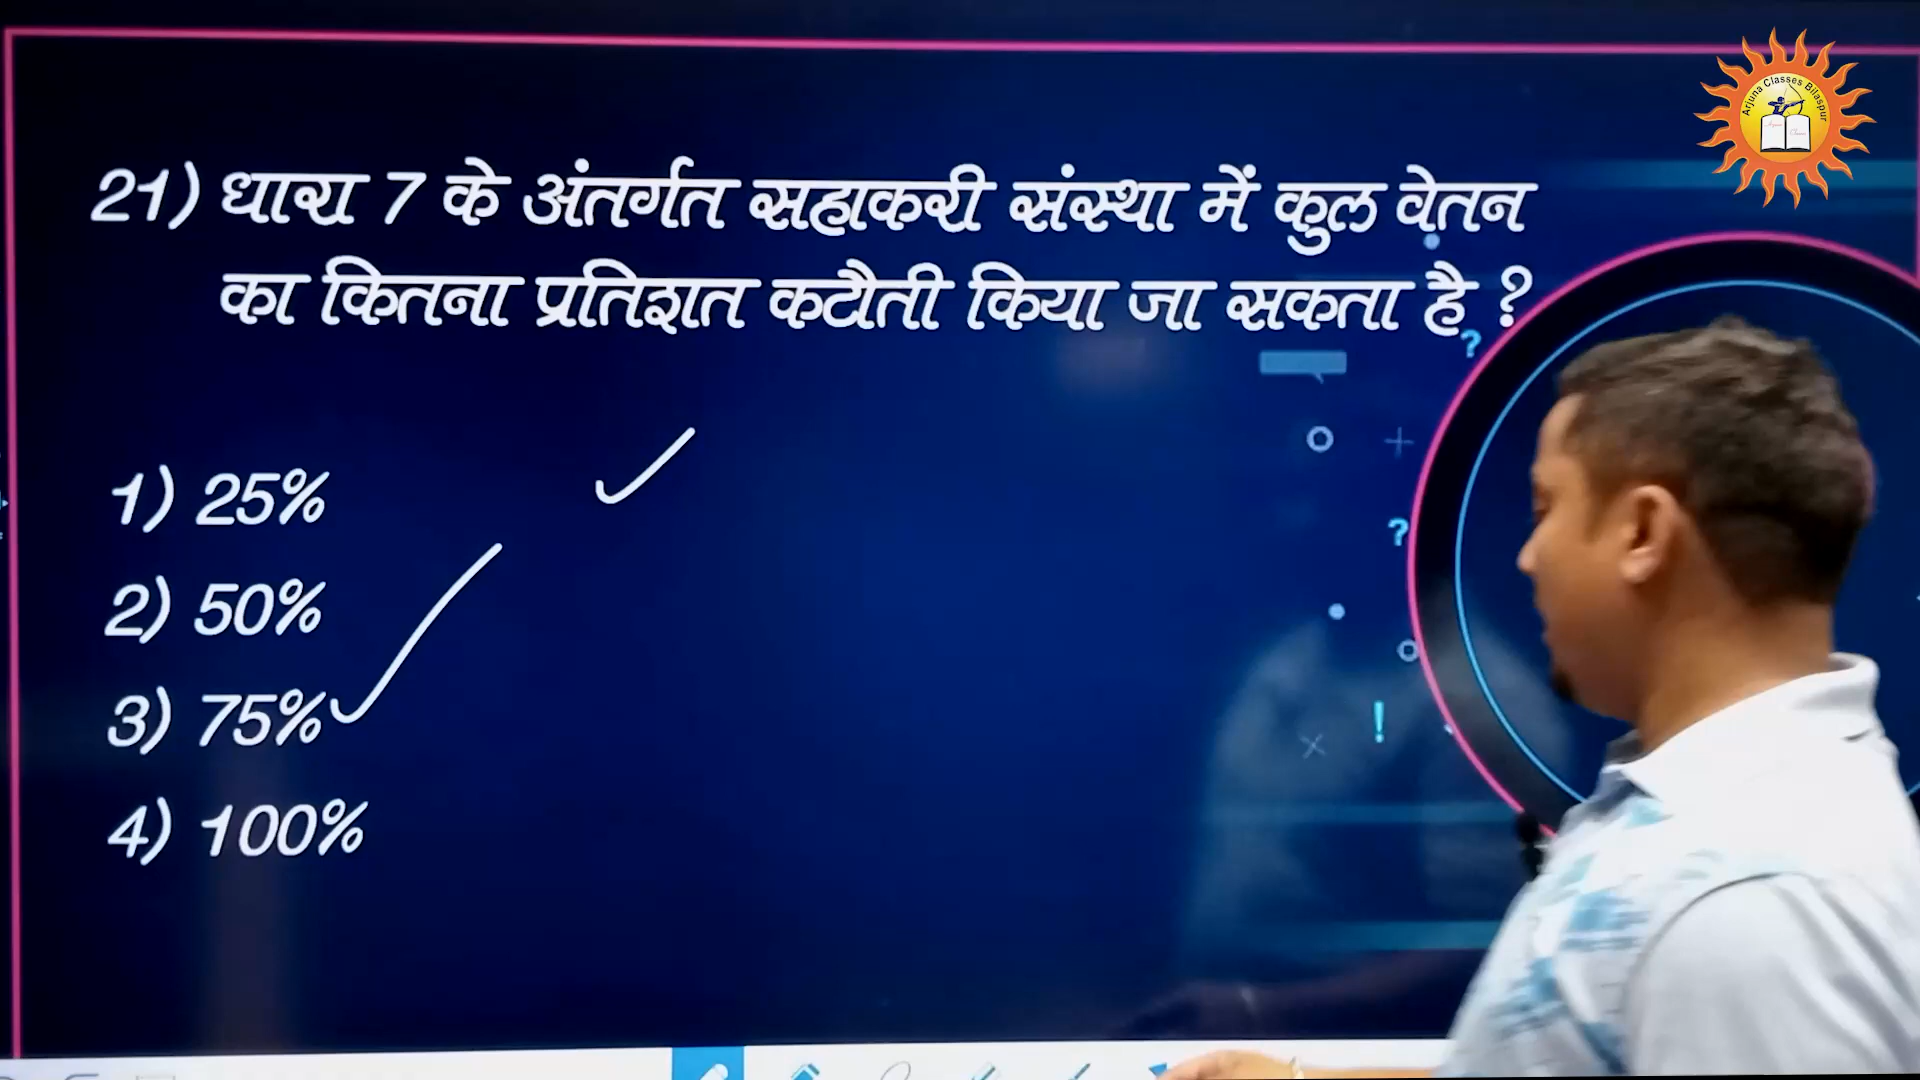 Arjuna Classes Bilaspur
21) धारा 7 के अंतर्गत सहाकरी संस्था में कुल वेतन
का कितना प्रतिशत कटौती किया जा सकता है ?
1) 25%
2) 50%
3) 75%
4) 100%